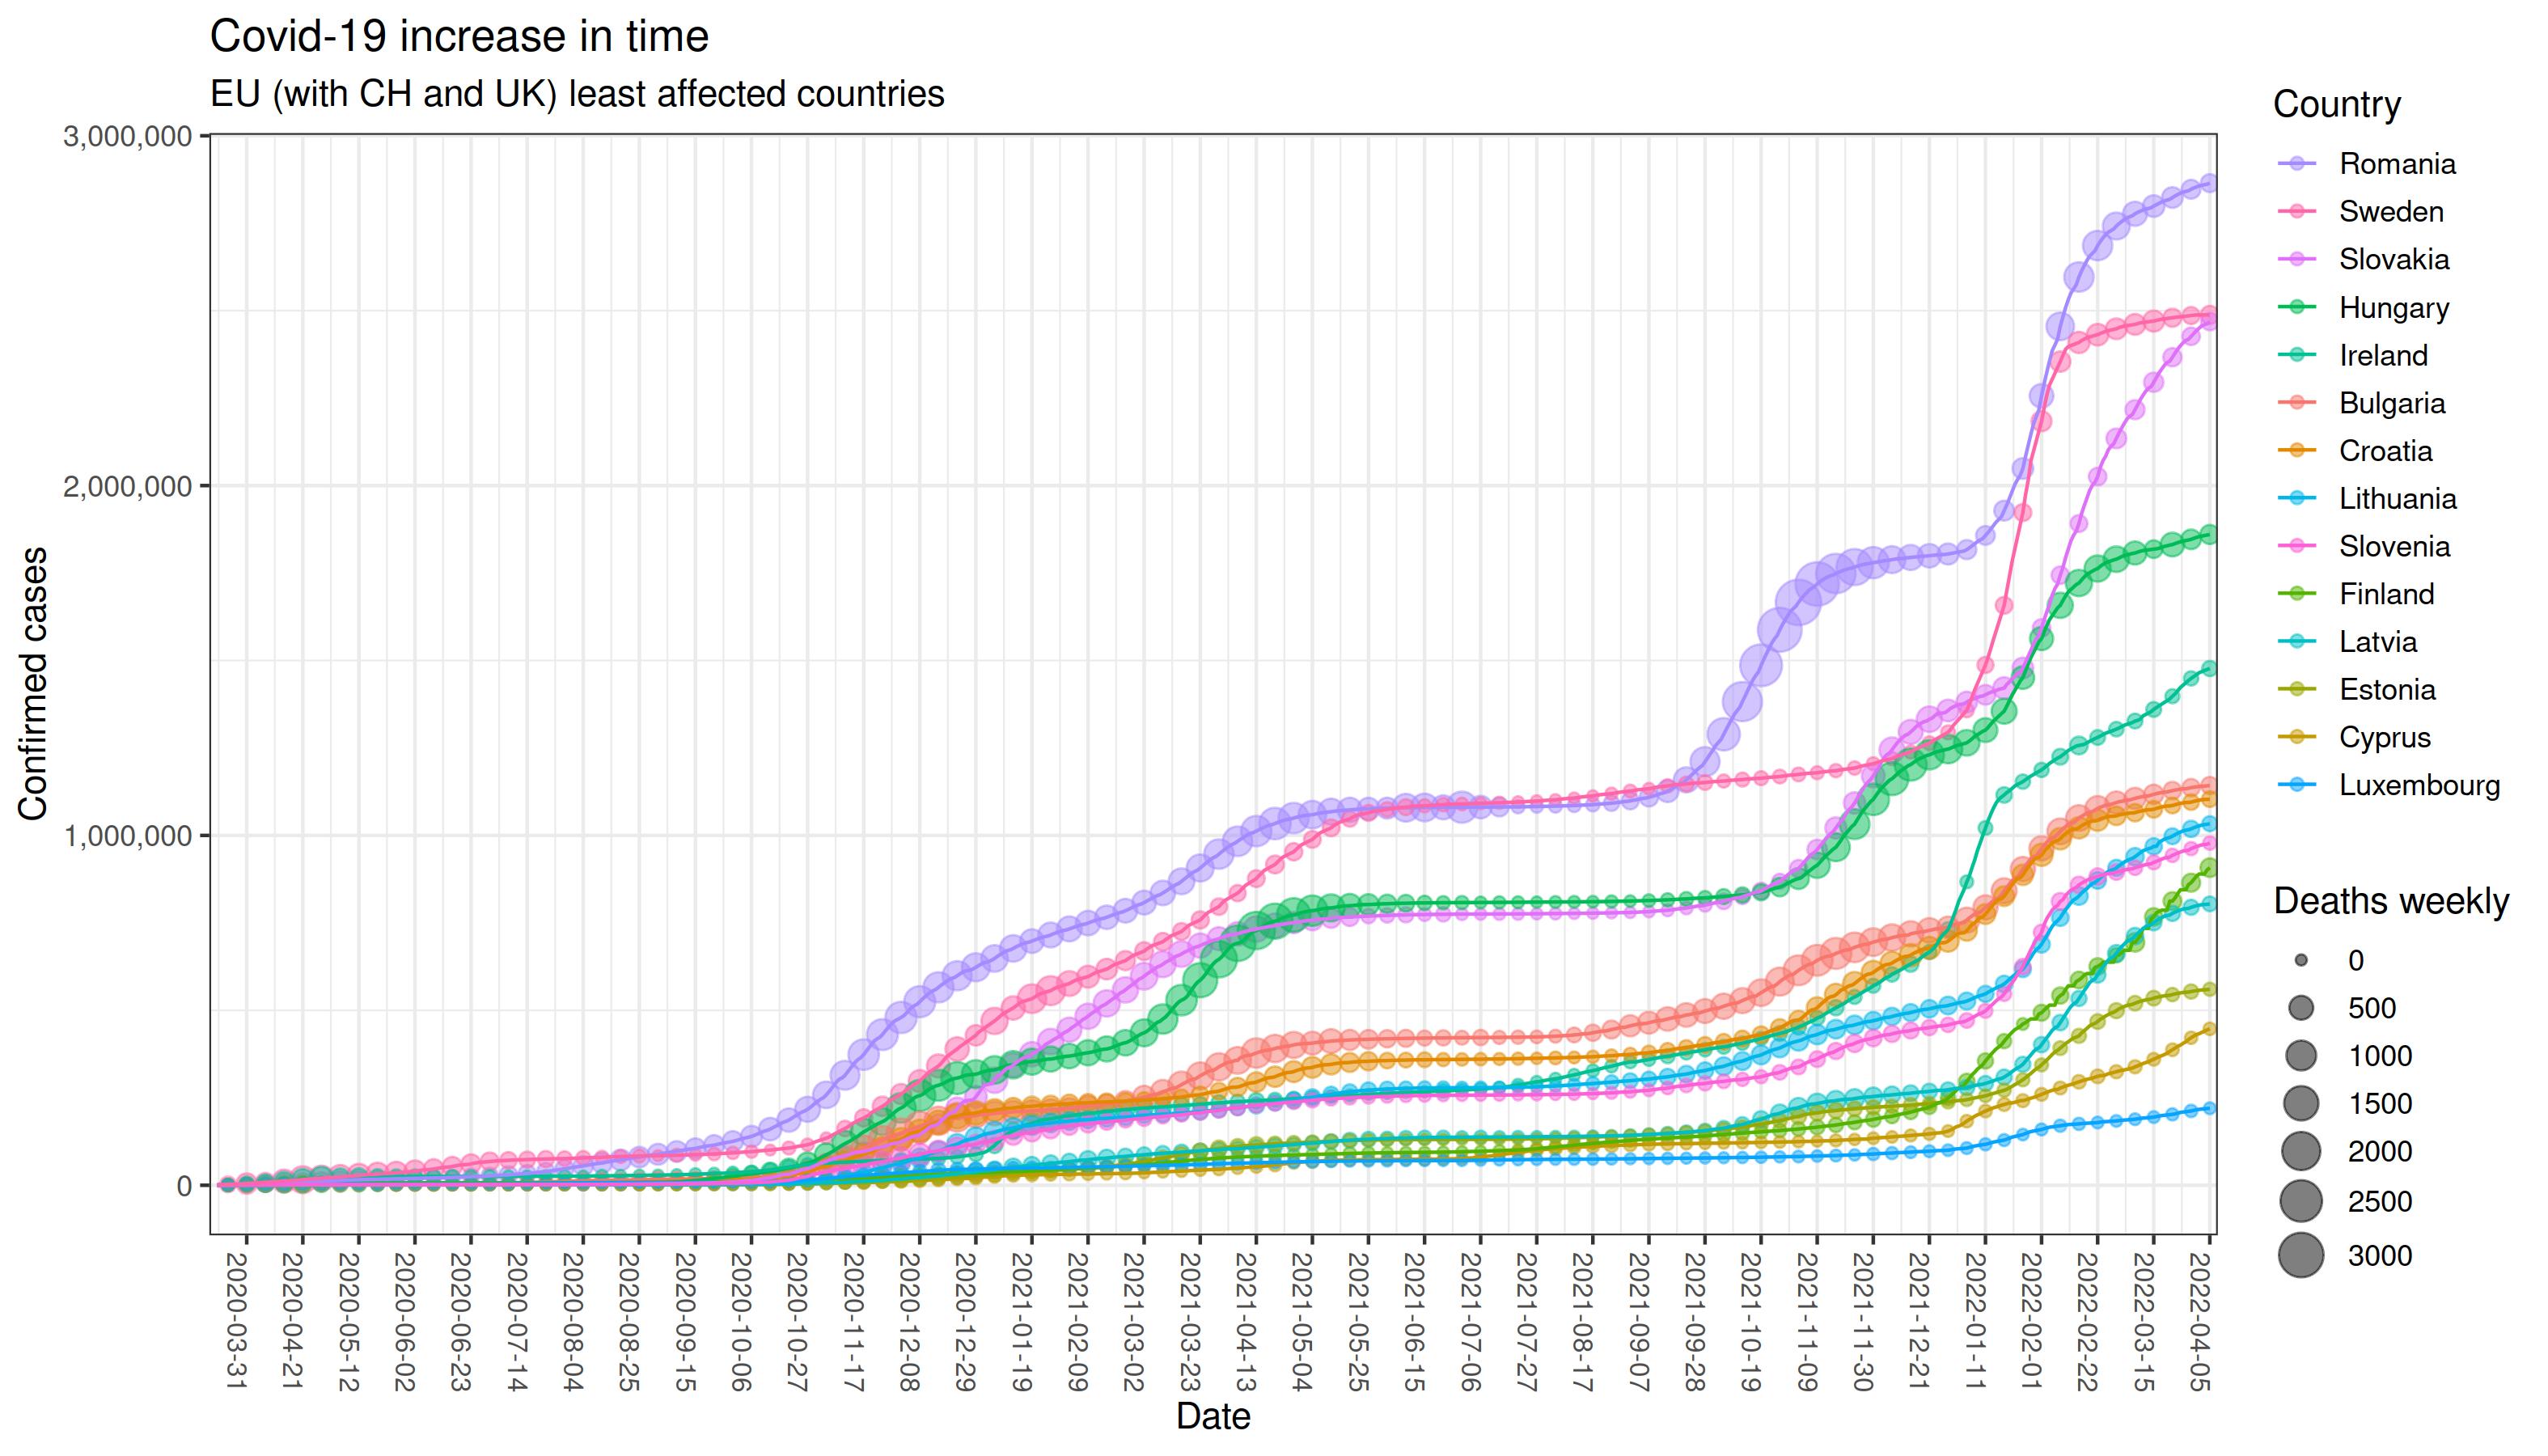 Covid-19 increase in time
EU (with CH and UK) least affected countries
Confirmed cases
3,000,000
2,000,000
1,000,000
0
2020-03-31
2020-04-21
2020-05-12
2020-06-02
2020-06-23
2020-07-14
2020-08-04
2020-08-25
2020-09-15
2020-10-06
2020-10-27
2020-11-17
2020-12-08
2020-12-29
2021-01-19
2021-02-09
2021-03-02
2021-03-23
2021-04-13
2021-05-04
2021-05-25
2021-06-15
2021-07-06
2021-07-27
2021-08-17
2021-09-07
2021-09-28
2021-10-19
2021-11-09
2021-11-30
2021-12-21
2022-01-11
2022-02-01
2022-02-22
2022-03-15
2022-04-05
Date
Country
Romania
Sweden
Slovakia
Hungary
Ireland
Bulgaria
Croatia
Lithuania
Slovenia
Finland
Latvia
Estonia
Cyprus
Luxembourg
Deaths weekly
0
500
1000
1500
2000
2500
3000